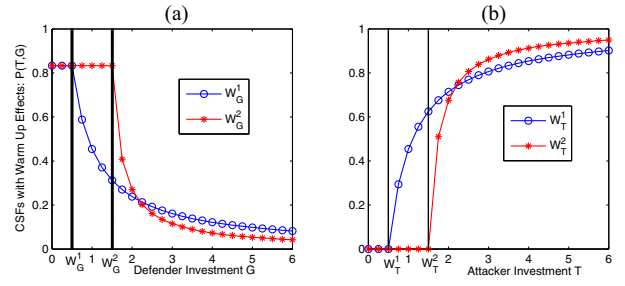 (a)
CSFs with Warm Up Effects: P(T,G)
1
0.8
0.6
0.4
0.2
0
W_G^1
W_G^2
0 1 2 3 4 5 6
W_G^1 W_G^2
Defender Investment G
(b)
1
0.8
0.6
0.4
0.2
0
W_T^1
W_T^2
0 1 2 3 4 5 6
W_T^1 W_T^2
Attacker Investment T